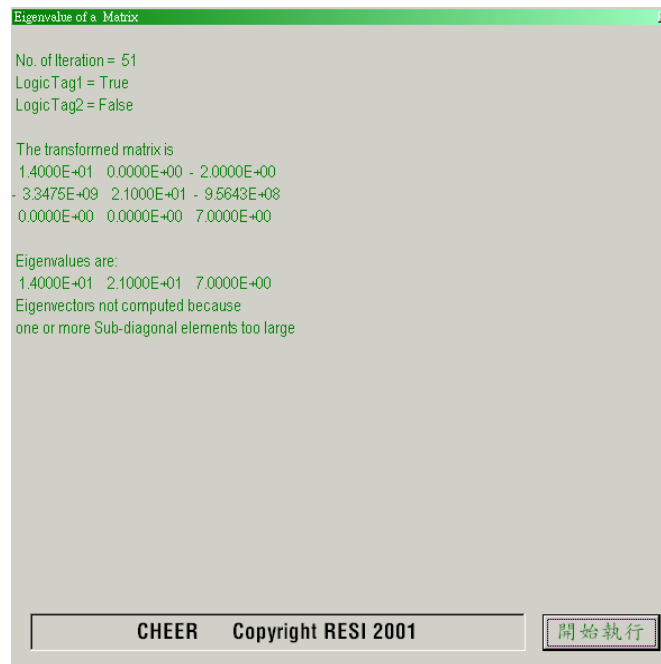 Eigenvalue of a Matrix
No. of Iteration = 51
LogicTag1 = True
LogicTag2 = False
The transformed matrix is
1.4000E+01 0.0000E+00 - 2.0000E+00
- 3.3475E+09 2.1000E+01 - 9.5643E+08
0.0000E+00 0.0000E+00 7.0000E+00
Eigenvalues are:
1.4000E+01 2.1000E+01 7.0000E+00
Eigenvectors not computed because
one or more Sub-diagonal elements too large
CHEER Copyright RESI 2001
開始執行